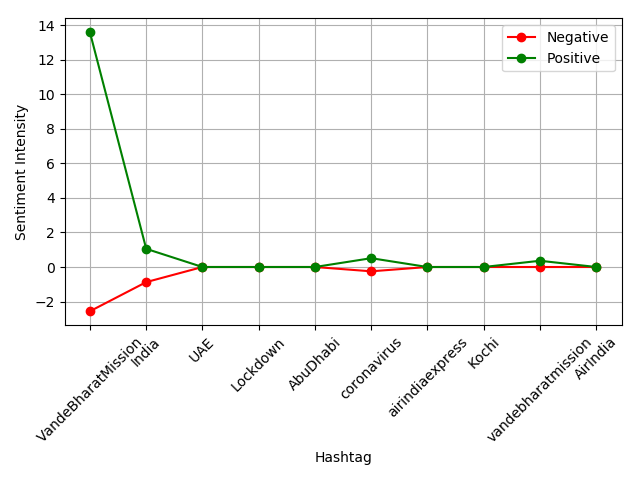 14
12
10
8
6
4
2
0
−2
Sentiment Intensity
Negative
Positive
VandeBharatMission
India
UAE
Lockdown
AbuDhabi
coronavirus
airindiaexpress
Kochi
vandebharatmission
AirIndia
Hashtag